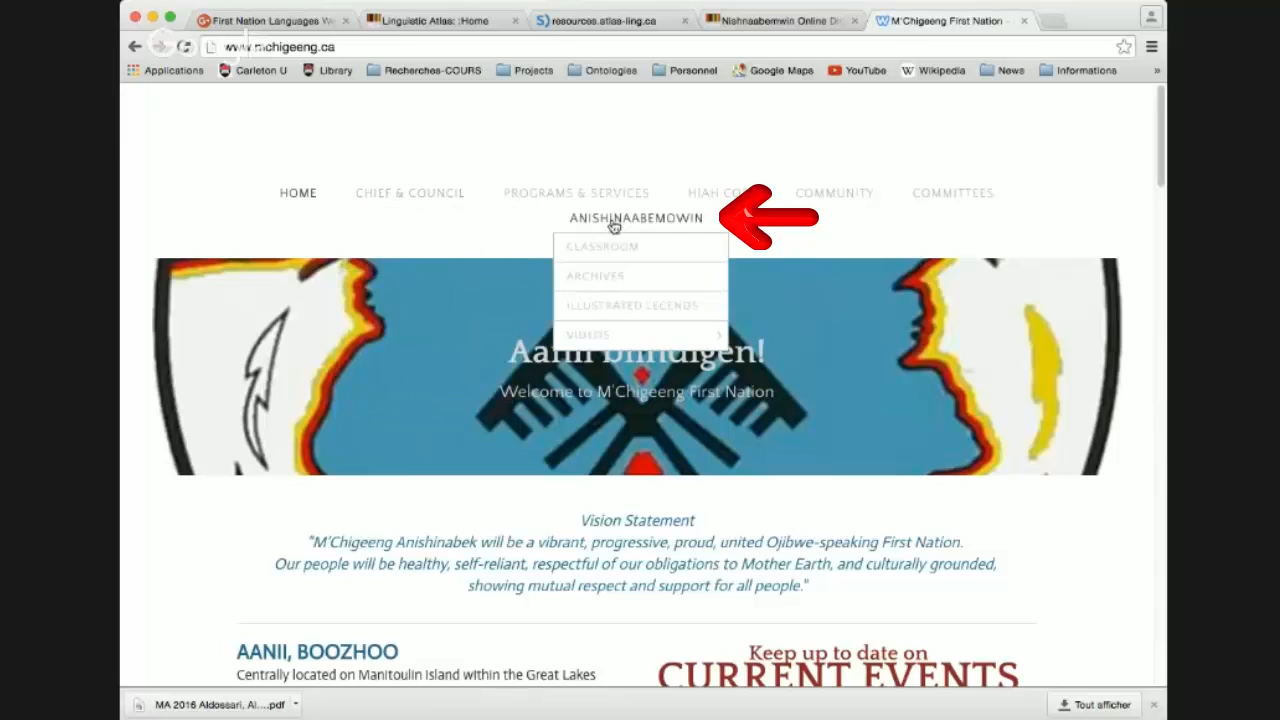 First Nation Languages W
Linguistic Atlas: :Home
resources.atlas-ling.ca
Nishnaabemwin Online Di
M'Chigeeng First Nation -
www.mchigeeng.ca
Applications
Carleton U
Library
Recherches-COURS
Projects
Ontologies
Personnel
Google Maps
YouTube
Wikipedia
News
Informations
»
HOME
CHIEF & COUNCIL
PROGRAMS & SERVICES
HIAH
COMMUNITY
COMMITTEES
ANISHINAABEMOWIN
CLASSROOM
ARCHIVES
ILLUSTRATED LEGENDS
VIDEOS
Aanii biindigen!
Welcome to M'Chigeeng First Nation
Vision Statement
"M'Chigeeng Anishinabek will be a vibrant, progressive, proud, united Ojibwe-speaking First Nation.
Our people will be healthy, self-reliant, respectful of our obligations to Mother Earth, and culturally grounded,
showing mutual respect and support for all people."
AANII, BOOZHOO
Centrally located on Manitoulin Island within the Great Lakes
Keep up to date on
CURRENT EVENTS
MA 2016 Aldossari, Al....pdf
Tout afficher